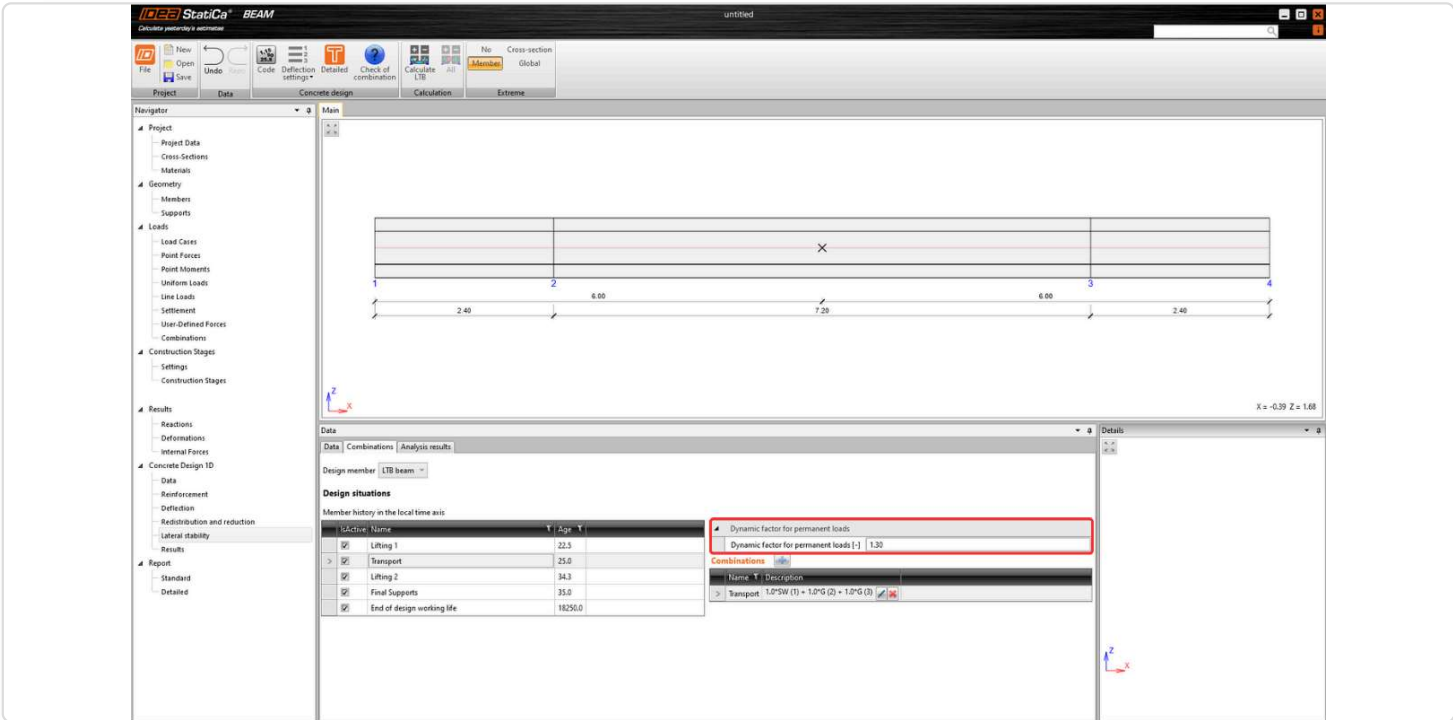 IDEA StatiCa® BEAM
Calculate yesterday's estimates
untitled
File
New
Open
Save
Undo
Redo
Code
Deflection settings
Detailed
Check of combination
Calculate LTB
All
No
Cross-section
Member
Global
Project
Data
Concrete design
Calculation
Extreme
Navigator
Project
Project Data
Cross-Sections
Materials
Geometry
Members
Supports
Loads
Load Cases
Point Forces
Point Moments
Uniform Loads
Line Loads
Settlement
User-Defined Forces
Combinations
Construction Stages
Settings
Construction Stages
Results
Reactions
Deformations
Internal Forces
Concrete Design 1D
Data
Reinforcement
Deflection
Redistribution and reduction
Lateral stability
Results
Report
Standard
Detailed
Main
1 2 3 4
6.00 6.00
2.40 7.20 2.40
Z
X
X = -0.39 Z = 1.68
Data
Data Combinations Analysis results
Design member LTB beam
Design situations
Member history in the local time axis
IsActive Name Age
Lifting 1 22.5
Transport 25.0
Lifting 2 34.3
Final Supports 35.0
End of design working life 18250.0
Dynamic factor for permanent loads
Dynamic factor for permanent loads [-] 1.30
Combinations
Name Description
Transport 1.0*SW (1) + 1.0*G (2) + 1.0*G (3)
Details
Z
X